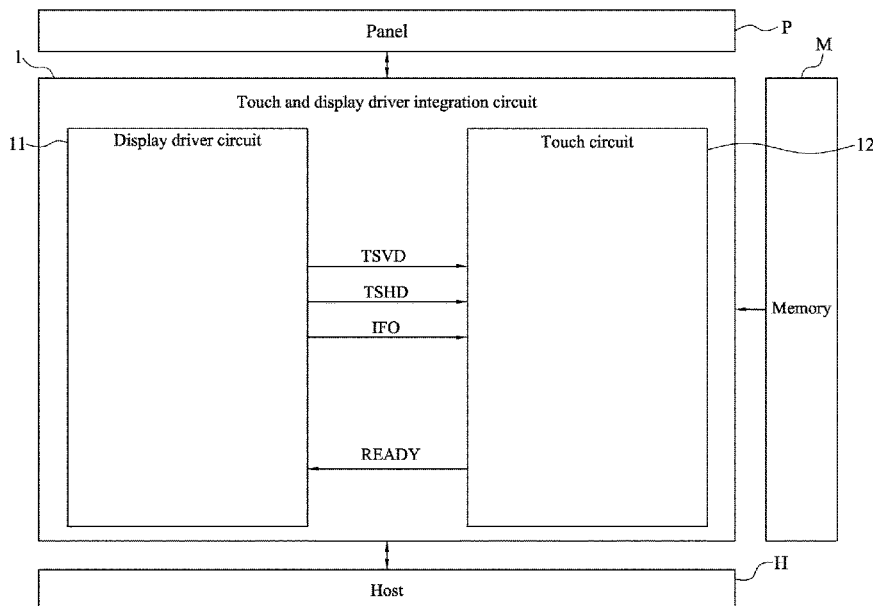 Panel
P
1
M
Touch and display driver integration circuit
11
Display driver circuit
Touch circuit
12
TSVD
TSHD
IFO
Memory
READY
Host
H